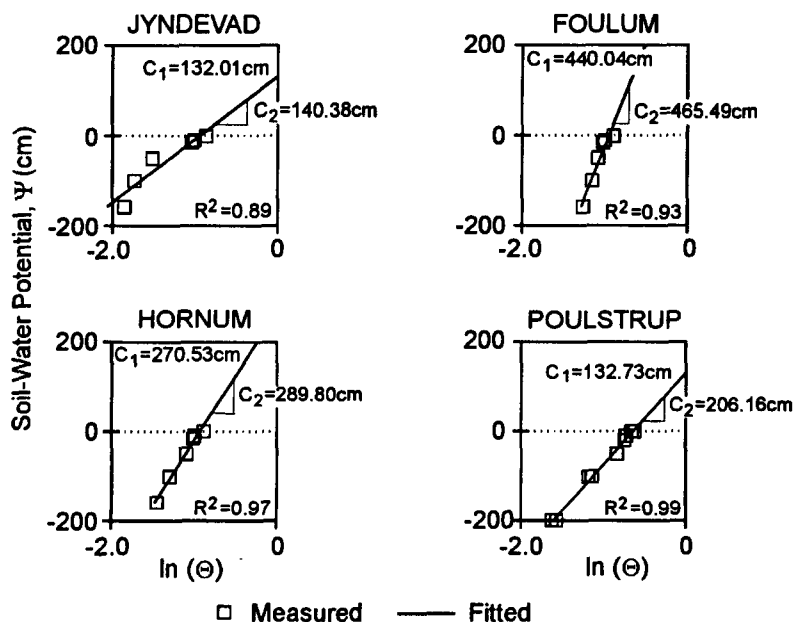 JYNDEVAD
200
C₁=132.01cm
C₂=140.38cm
0
R²=0.89
-200
-2.0
0
FOULUM
200
C₁=440.04cm
C₂=465.49cm
0
R²=0.93
-200
-2.0
0
Soil-Water Potential, Ψ (cm)
HORNUM
200
C₁=270.53cm
C₂=289.80cm
0
R²=0.97
-200
-2.0
0
ln (Θ)
POULSTRUP
200
C₁=132.73cm
C₂=206.16cm
0
R²=0.99
-200
-2.0
0
ln (Θ)
Measured
Fitted